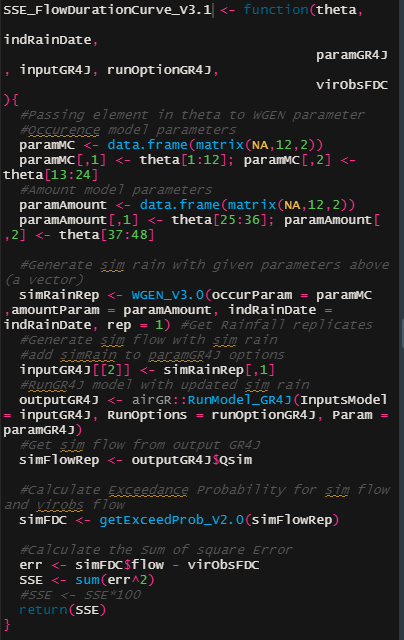 SSE_FlowDurationCurve_V3.1 <- function(theta,
indRainDate,
paramGR4J
, inputGR4J, runOptionGR4J,
virObsFDC
){
#Passing element in theta to WGEN parameter
#Occurence model parameters
paramMC <- data.frame(matrix(NA,12,2))
paramMC[,1] <- theta[1:12]; paramMC[,2] <-
theta[13:24]
#Amount model parameters
paramAmount <- data.frame(matrix(NA,12,2))
paramAmount[,1] <- theta[25:36]; paramAmount[
,2] <- theta[37:48]
#Generate sim rain with given parameters above
(a vector)
simRainRep <- WGEN_V3.0(occurParam = paramMC
,amountParam = paramAmount, indRainDate =
indRainDate, rep = 1) #Get Rainfall replicates
#Generate sim flow with sim rain
#add simRain to paramGR4J options
inputGR4J[[2]] <- simRainRep[,1]
#RunGR4J model with updated sim rain
outputGR4J <- airGR::RunModel_GR4J(InputsModel
= inputGR4J, RunOptions = runOptionGR4J, Param =
paramGR4J)
#Get sim flow from output GR4J
simFlowRep <- outputGR4J$Qsim
#Calculate Exceedance Probability for sim flow
and virobs flow
simFDC <- getExceedProb_V2.0(simFlowRep)
#Calculate the Sum of square Error
err <- simFDC$flow - virObsFDC
SSE <- sum(err^2)
#SSE <- SSE*100
return(SSE)
}